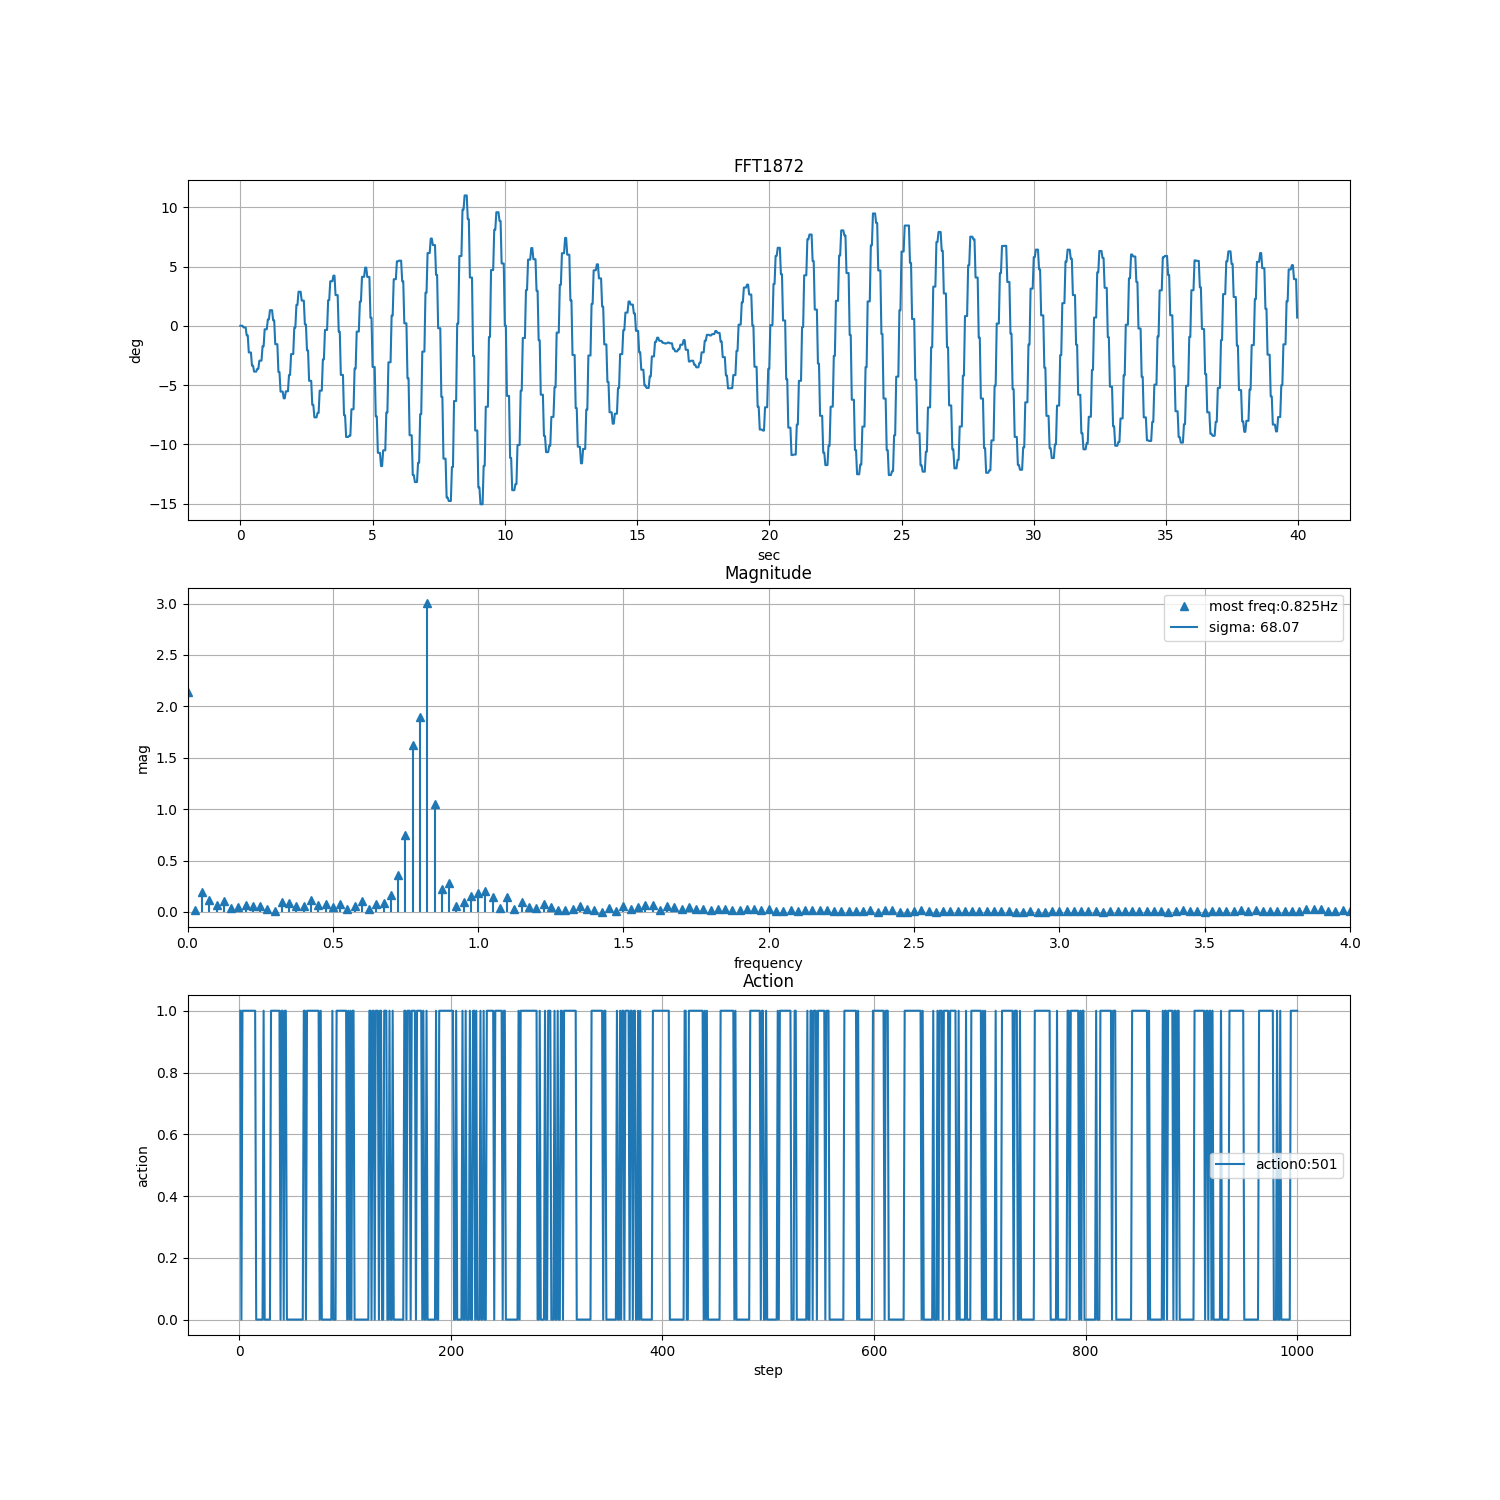 FFT1872
10
5
0
−5
−10
−15
deg
0 5 10 15 20 25 30 35 40
sec
Magnitude
3.0
2.5
2.0
1.5
1.0
0.5
0.0
mag
most freq:0.825Hz
sigma: 68.07
0.0 0.5 1.0 1.5 2.0 2.5 3.0 3.5 4.0
frequency
Action
1.0
0.8
0.6
0.4
0.2
0.0
action
action0:501
0 200 400 600 800 1000
step